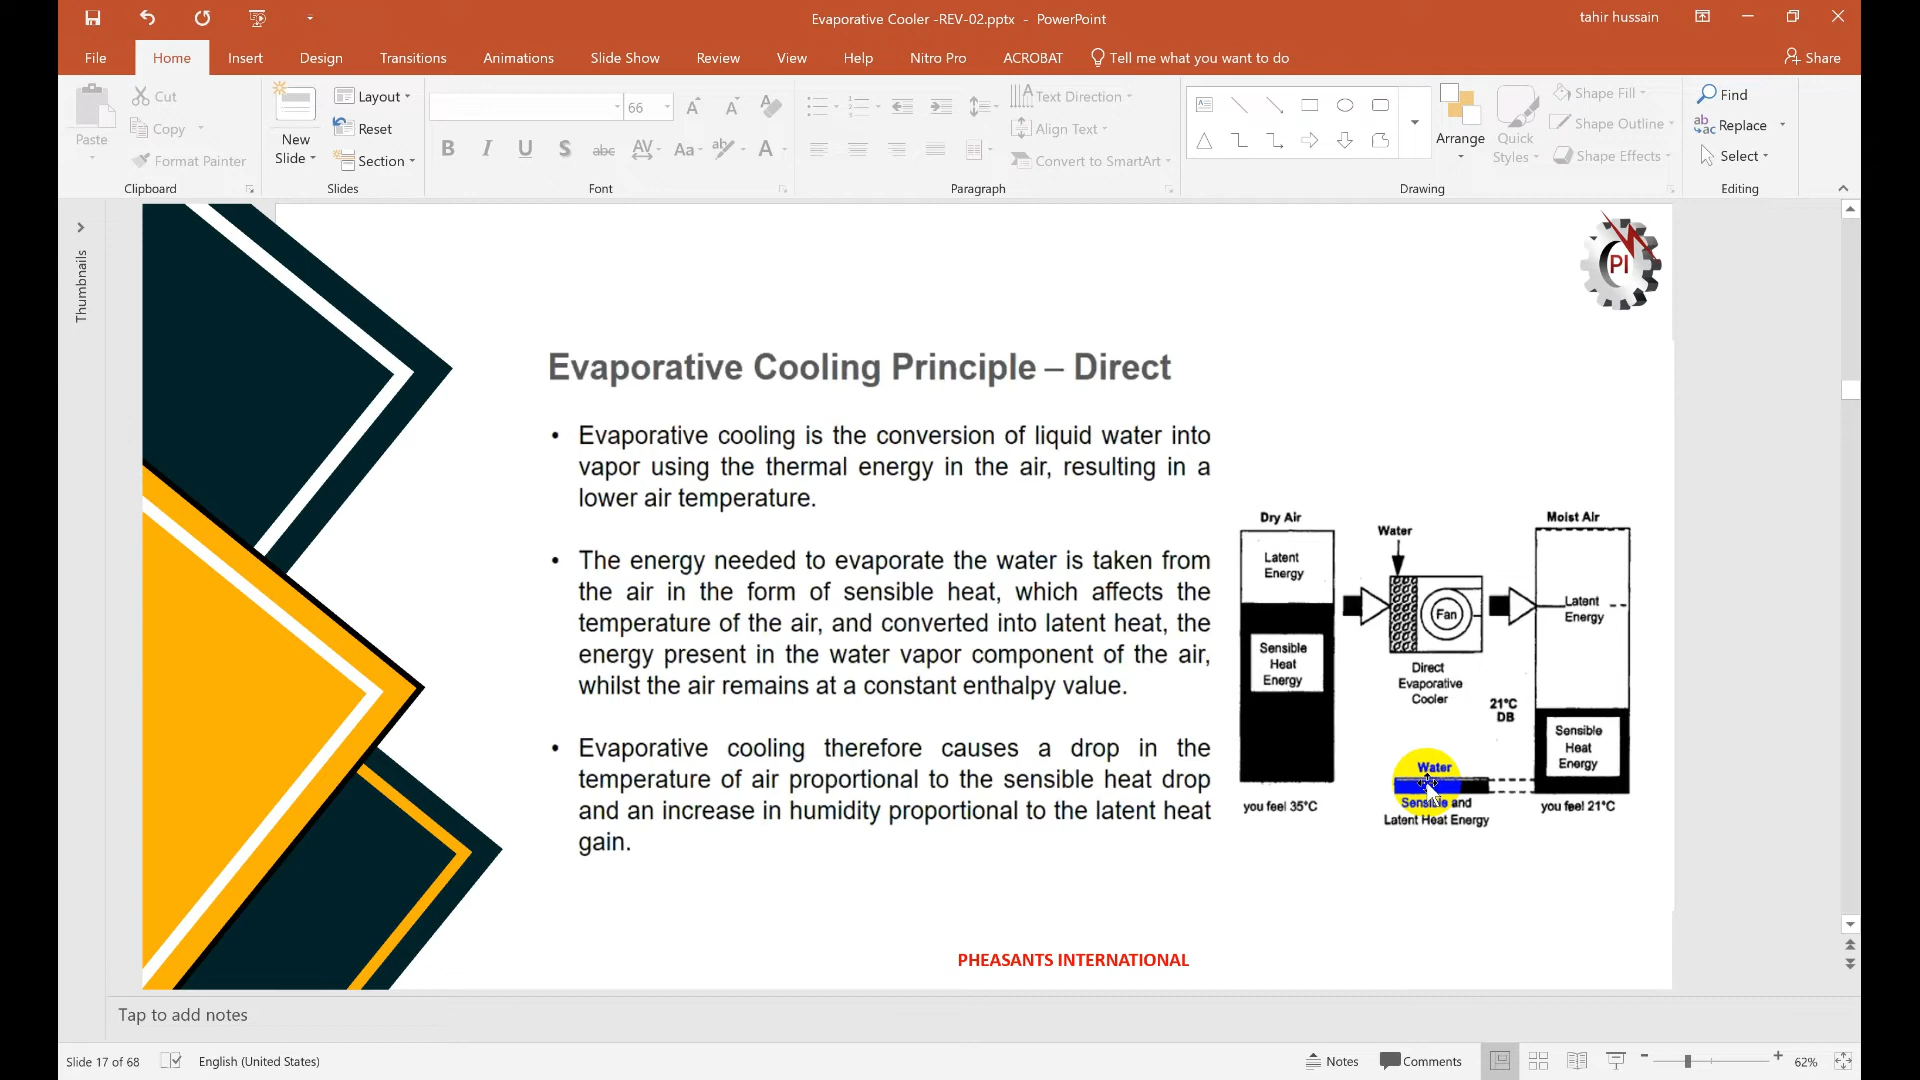 Evaporative Cooler -REV-02.pptx - PowerPoint
tahir hussain
File
Home
Insert
Design
Transitions
Animations
Slide Show
Review
View
Help
Nitro Pro
ACROBAT
Tell me what you want to do
Share
Paste
Cut
Copy
Format Painter
Clipboard
New
Slide
Layout
Reset
Section
Slides
66
B I U S abc AV Aa A
Font
Text Direction
Align Text
Convert to SmartArt
Paragraph
Arrange
Quick
Styles
Shape Fill
Shape Outline
Shape Effects
Drawing
Find
Replace
Select
Editing
Thumbnails
PI
Evaporative Cooling Principle – Direct
• Evaporative cooling is the conversion of liquid water into
vapor using the thermal energy in the air, resulting in a
lower air temperature.
• The energy needed to evaporate the water is taken from
the air in the form of sensible heat, which affects the
temperature of the air, and converted into latent heat, the
energy present in the water vapor component of the air,
whilst the air remains at a constant enthalpy value.
• Evaporative cooling therefore causes a drop in the
temperature of air proportional to the sensible heat drop
and an increase in humidity proportional to the latent heat
gain.
Dry Air
Latent
Energy
Sensible
Heat
Energy
you feel 35°C
Water
Fan
Direct
Evaporative
Cooler
21°C
DB
Water
Sensible and
Latent Heat Energy
Moist Air
Latent
Energy
Sensible
Heat
Energy
you feel 21°C
PHEASANTS INTERNATIONAL
Tap to add notes
Slide 17 of 68
English (United States)
Notes
Comments
62%